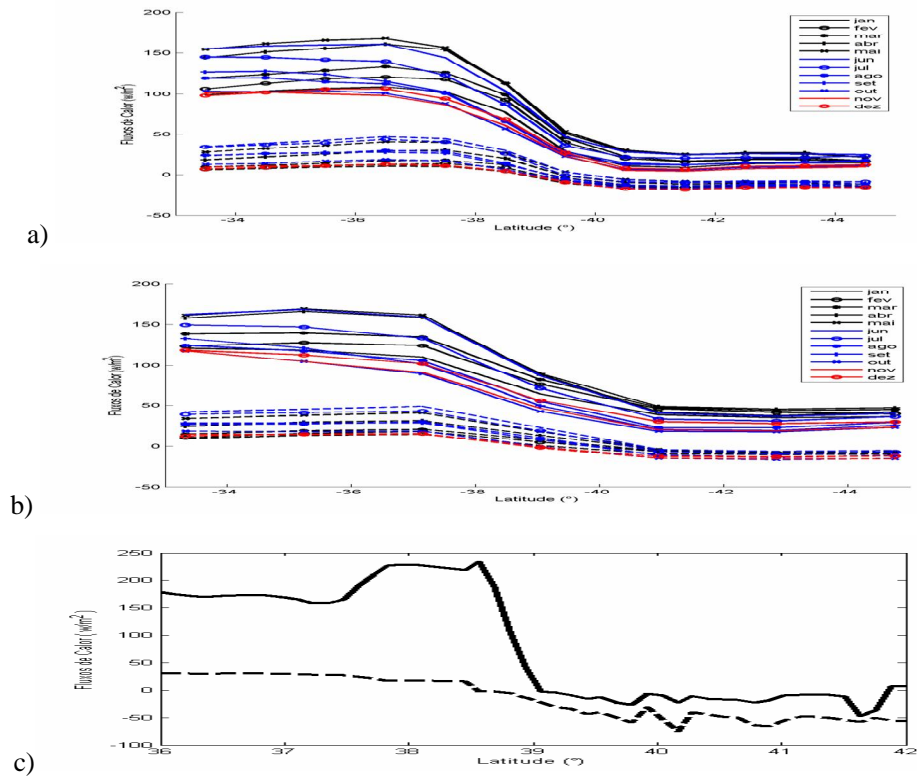 a)
200
150
100
50
0
-50
Fluxos de Calor (w/m²)
-34 -36 -38 -40 -42 -44
Latitude (°)
jan
fev
mar
abr
mai
jun
jul
ago
set
out
nov
dez
b)
200
150
100
50
0
-50
Fluxos de Calor (w/m²)
-34 -36 -38 -40 -42 -44
Latitude (°)
jan
fev
mar
abr
mai
jun
jul
ago
set
out
nov
dez
c)
250
200
150
100
50
0
-50
-100
Fluxos de Calor (w/m²)
36 37 38 39 40 41 42
Latitude (°)